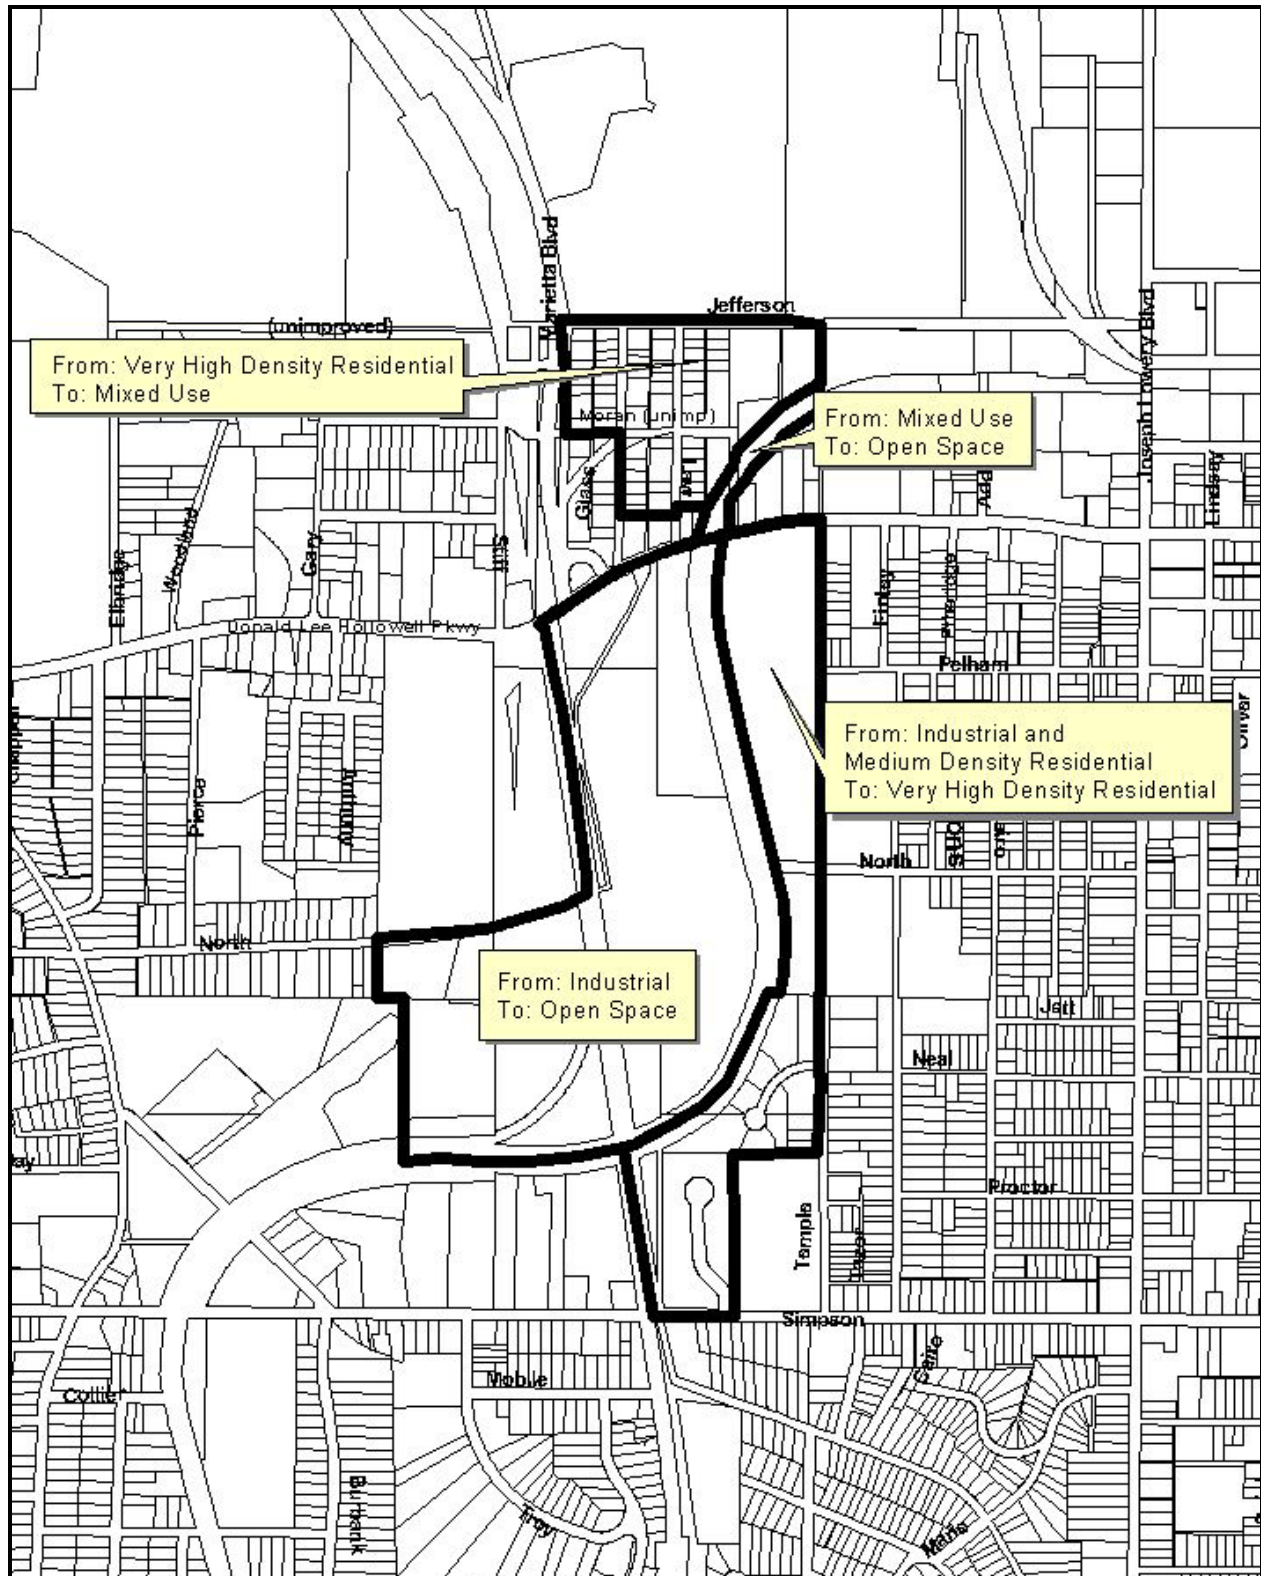 Marietta Blvd
Jefferson
(unimproved)
Joseph Lowery Blvd
From: Very High Density Residential
To: Mixed Use
Moran (unimp)
From: Mixed Use
To: Open Space
Lindsay
Woodland
Elbridge
Gary
Finley
Donald Lee Hollowell Pkwy
Pelham
From: Industrial and
Medium Density Residential
To: Very High Density Residential
Pierce
Anthony
North
North
From: Industrial
To: Open Space
Jett
Neal
Proctor
Temple
Simpson
Cairo
Mobile
Collier
Burbank
Troy